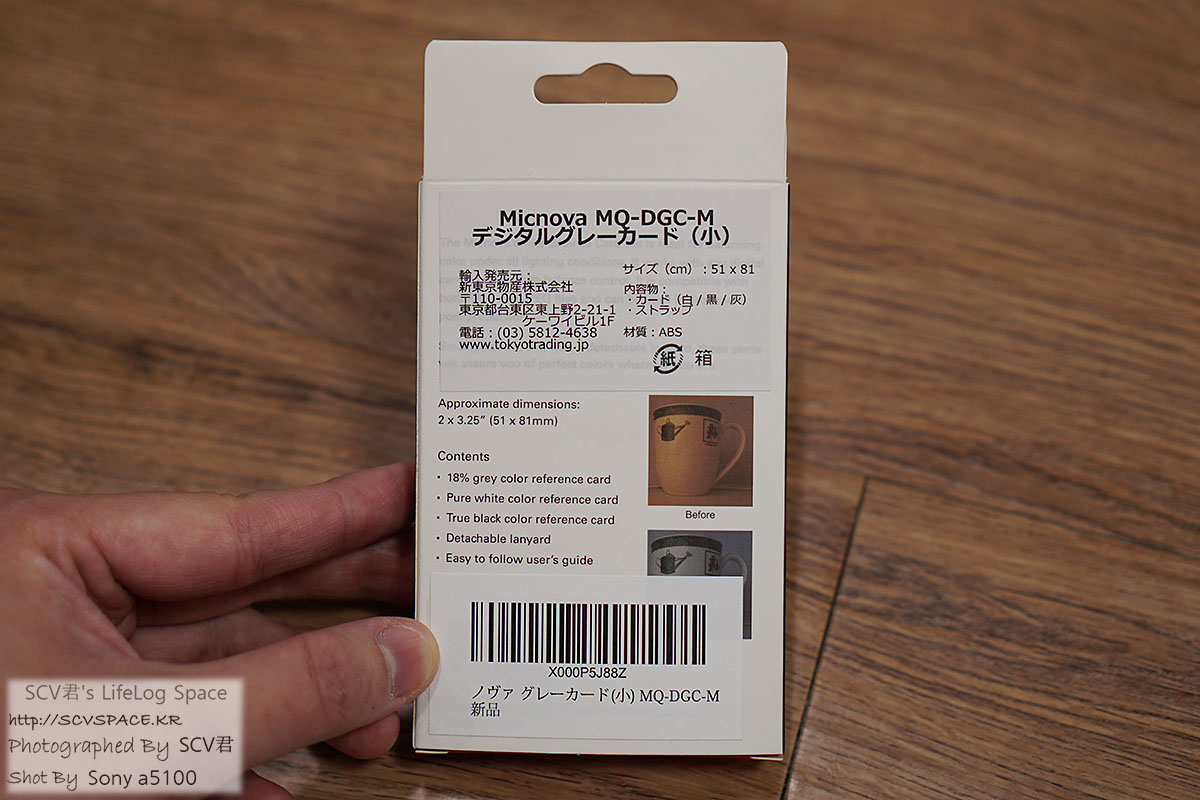 Micnova MQ-DGC-M
デジタルグレーカード（小）
輸入発売元：
新東京物産株式会社
〒110-0015
東京都台東区東上野2-21-1
ケーワイビル1F
電話：(03) 5812-4638
www.tokyotrading.jp
サイズ（cm）：51 x 81
内容物：
・カード（白 / 黒 / 灰）
・ストラップ
材質：ABS
紙 箱
Approximate dimensions:
2 x 3.25" (51 x 81mm)
Contents
• 18% grey color reference card
• Pure white color reference card
• True black color reference card
• Detachable lanyard
• Easy to follow user's guide
Before
X000P5J88Z
ノヴァ グレーカード(小) MQ-DGC-M
新品
SCV君's LifeLog Space
http://SCVSPACE.KR
Photographed By SCV君
Shot By Sony a5100